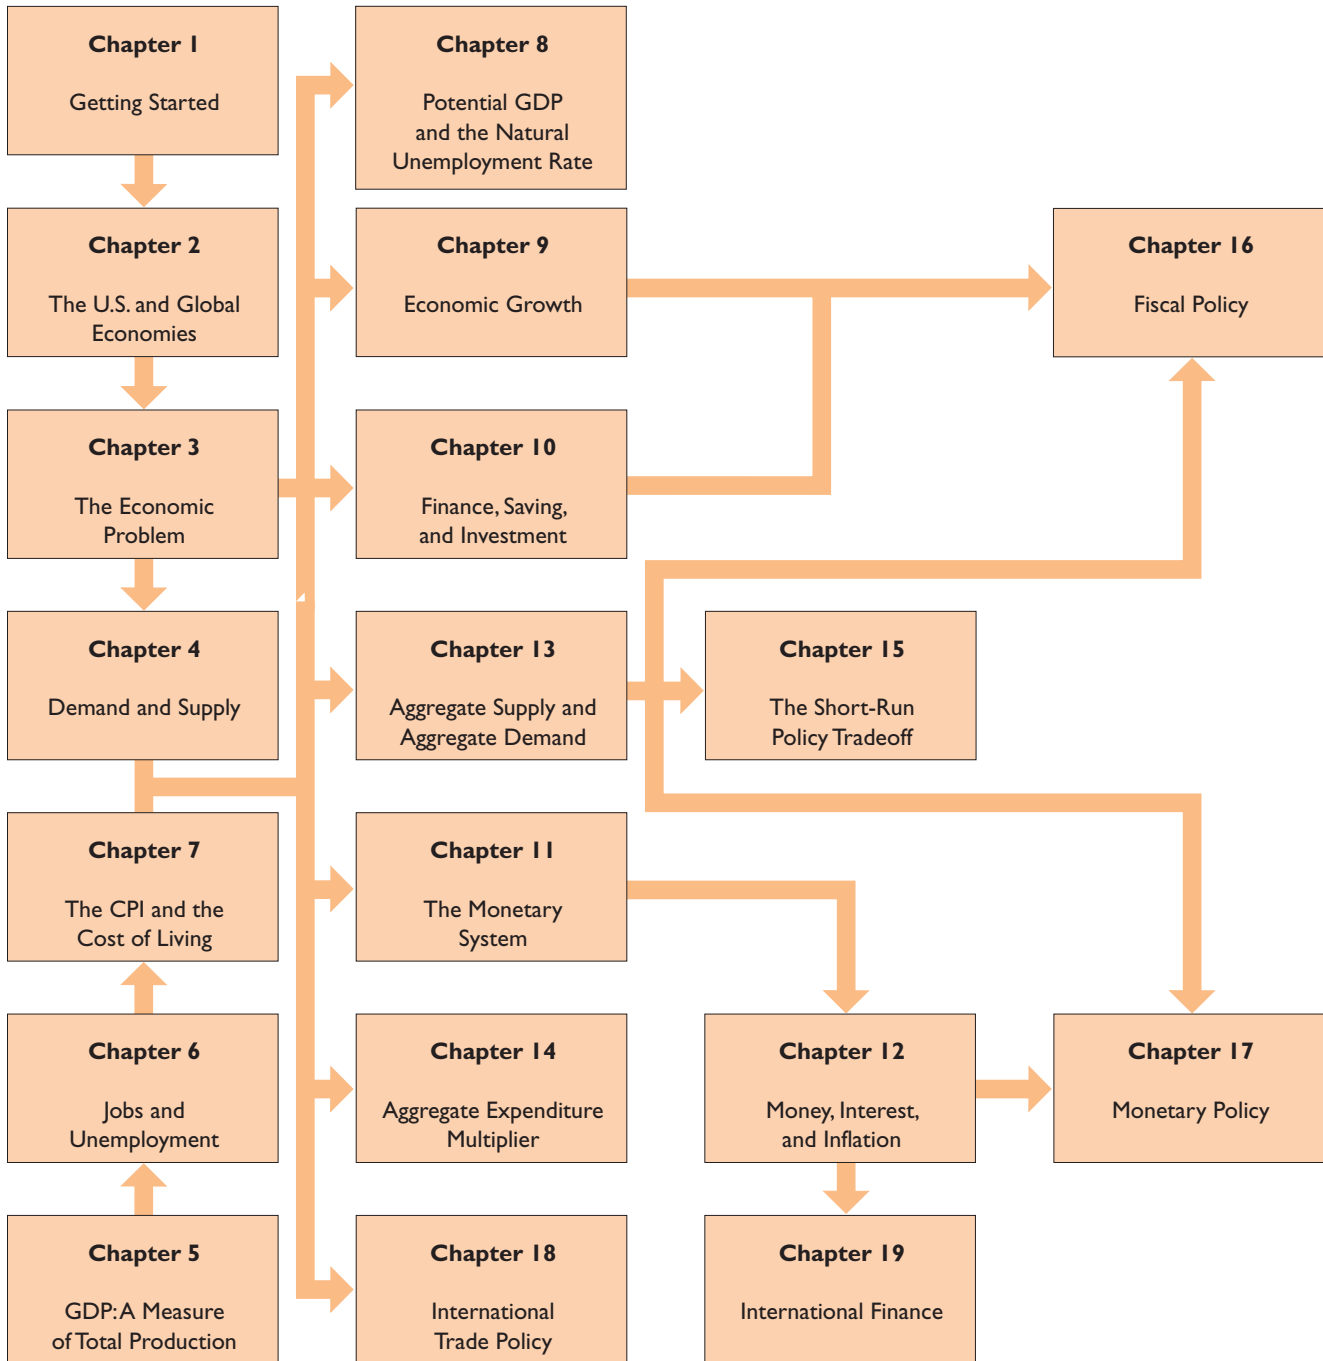 Chapter 1
Getting Started
Chapter 2
The U.S. and Global
Economies
Chapter 3
The Economic
Problem
Chapter 4
Demand and Supply
Chapter 7
The CPI and the
Cost of Living
Chapter 6
Jobs and
Unemployment
Chapter 5
GDP: A Measure
of Total Production
Chapter 8
Potential GDP
and the Natural
Unemployment Rate
Chapter 9
Economic Growth
Chapter 10
Finance, Saving,
and Investment
Chapter 13
Aggregate Supply and
Aggregate Demand
Chapter 11
The Monetary
System
Chapter 14
Aggregate Expenditure
Multiplier
Chapter 18
International
Trade Policy
Chapter 15
The Short-Run
Policy Tradeoff
Chapter 12
Money, Interest,
and Inflation
Chapter 19
International Finance
Chapter 16
Fiscal Policy
Chapter 17
Monetary Policy